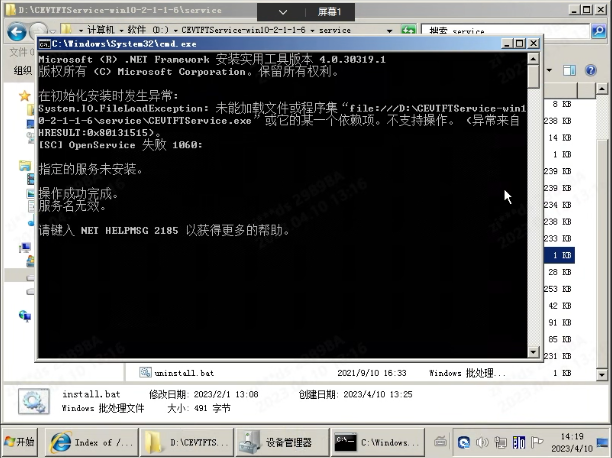 D:\CEVTFTService-win10-2-1-1-6\service
屏幕1
计算机 ▸ 软件 (D:) ▸ CEVTFTService-win10-2-1-1-6 ▸ service
搜索 service
文件
组织
C:\Windows\System32\cmd.exe
Microsoft (R) .NET Framework 安装实用工具版本 4.0.30319.1
版权所有 (C) Microsoft Corporation。保留所有权利。
在初始化安装时发生异常:
System.IO.FileLoadException: 未能加载文件或程序集“file:///D:\CEVTFTService-win1
0-2-1-1-6\service\CEVTFTService.exe”或它的某一个依赖项。不支持操作。 (异常来自
HRESULT:0x80131515)。
[SC] OpenService 失败 1060:
指定的服务未安装。
操作成功完成。
服务名无效。
请键入 NET HELPMSG 2185 以获得更多的帮助。
8 KB
238 KB
14 KB
1 KB
239 KB
239 KB
239 KB
238 KB
233 KB
1 KB
28 KB
253 KB
42 KB
91 KB
85 KB
231 KB
uninstall.bat 2021/9/10 16:33 Windows 批处理... 1 KB
install.bat 修改日期: 2023/2/1 13:08 创建日期: 2023/4/10 13:25
Windows 批处理文件 大小: 491 字节
开始 Index of /... D:\CEVTFTS... 设备管理器 C:\Windows... 14:19
2023/4/10